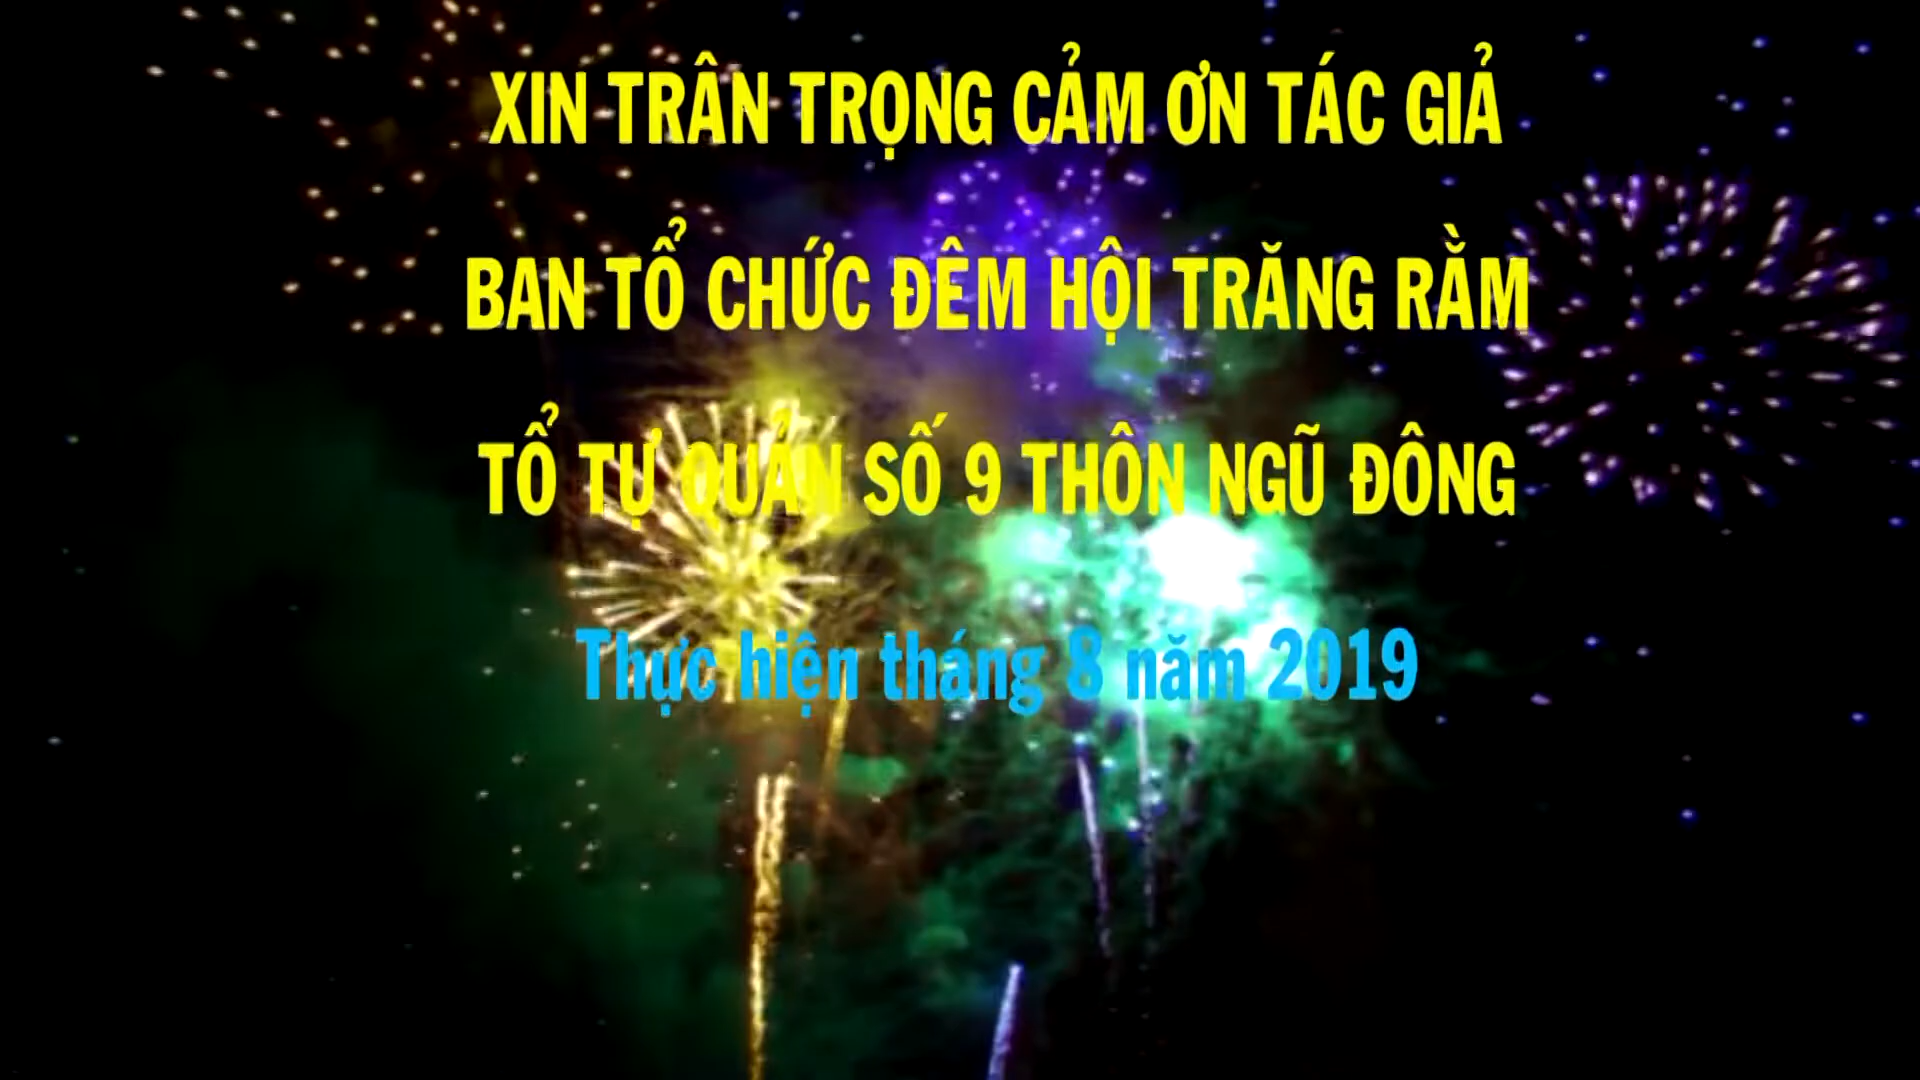 XIN TRÂN TRỌNG CẢM ƠN TÁC GIẢ
BAN TỔ CHỨC ĐÊM HỘI TRĂNG RẰM
TỔ TỰ QUẢN SỐ 9 THÔN NGŨ ĐÔNG
Thực hiện tháng 8 năm 2019